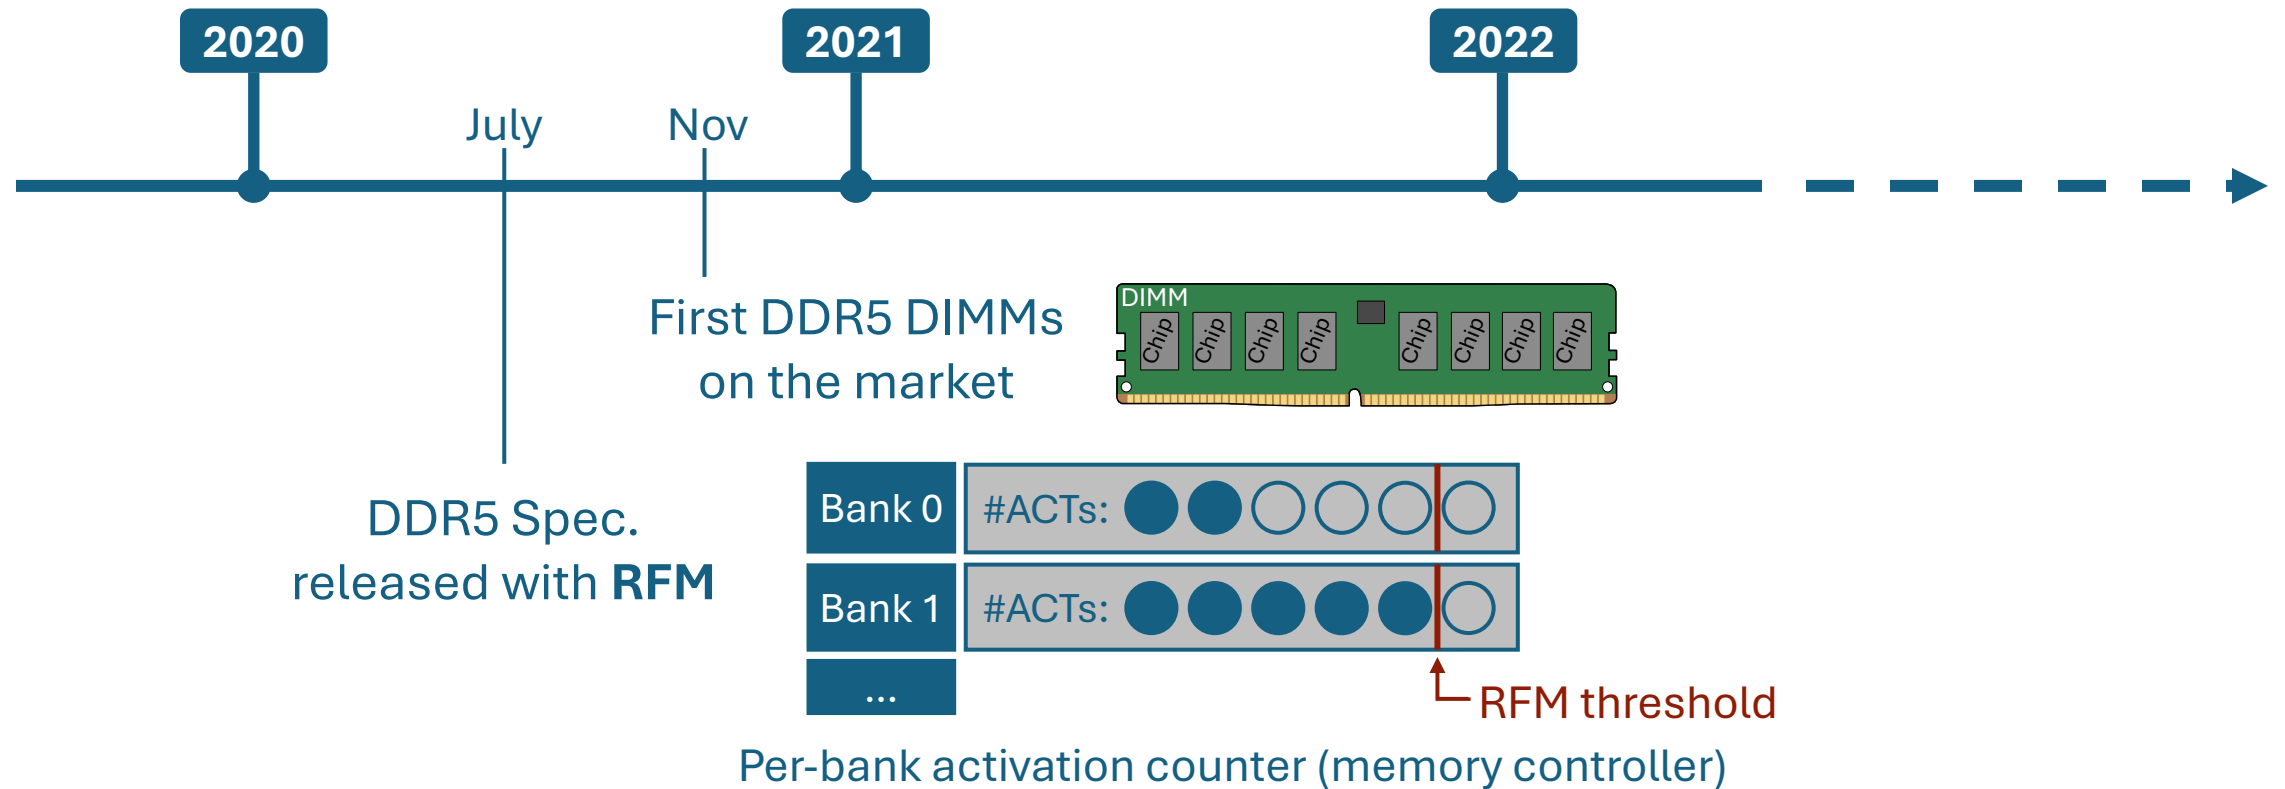 2020
2021
2022
July
Nov
First DDR5 DIMMs
on the market
DIMM
Chip
Chip
Chip
Chip
Chip
Chip
Chip
Chip
DDR5 Spec.
released with RFM
Bank 0
#ACTs:
Bank 1
#ACTs:
...
RFM threshold
Per-bank activation counter (memory controller)